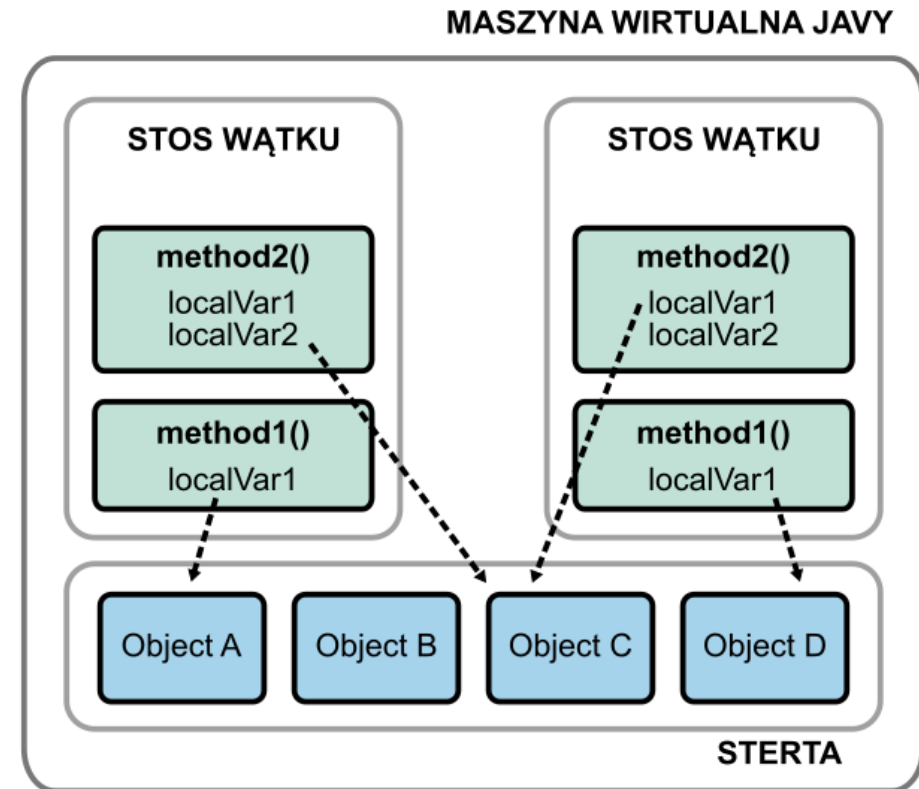 MASZYNA WIRTUALNA JAVY
STOS WĄTKU
method2()
localVar1
localVar2
method1()
localVar1
STOS WĄTKU
method2()
localVar1
localVar2
method1()
localVar1
Object A
Object B
Object C
Object D
STERTA